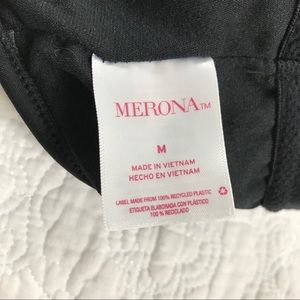 MERONA™
M
MADE IN VIETNAM
HECHO EN VIETNAM
LABEL MADE FROM 100% RECYCLED PLASTIC
ETIQUETA ELABORADA CON PLÁSTICO
100 % RECICLADO